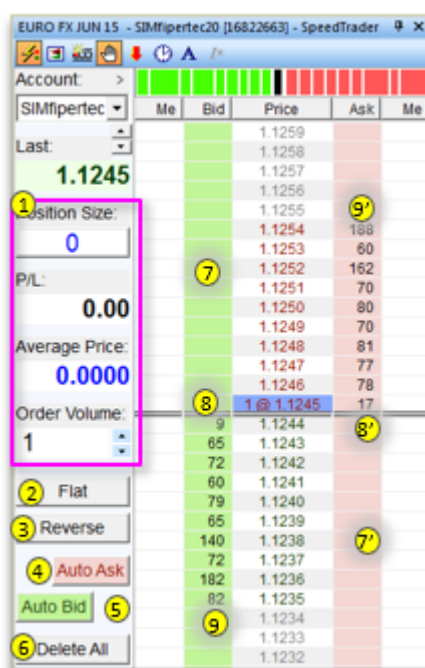 EURO FX JUN 15 - SIMfipertec20 [16822663] - SpeedTrader
A
Account: >
SIMfipertec
Me Bid Price Ask Me
Last:
1.1245
1
Position Size:
0
P/L:
0.00
Average Price:
0.0000
Order Volume:
1
2 Flat
3 Reverse
4 Auto Ask
Auto Bid 5
6 Delete All
1.1259
1.1258
1.1257
1.1256
1.1255 9'
1.1254 188
1.1253 60
7 1.1252 162
1.1251 70
1.1250 80
1.1249 70
1.1248 81
1.1247 77
1.1246 78
8 1 @ 1.1245 17
9 1.1244 8'
65 1.1243
72 1.1242
60 1.1241
79 1.1240
65 1.1239
140 1.1238 7'
72 1.1237
182 1.1236
82 1.1235
9 1.1234
1.1233
1.1232